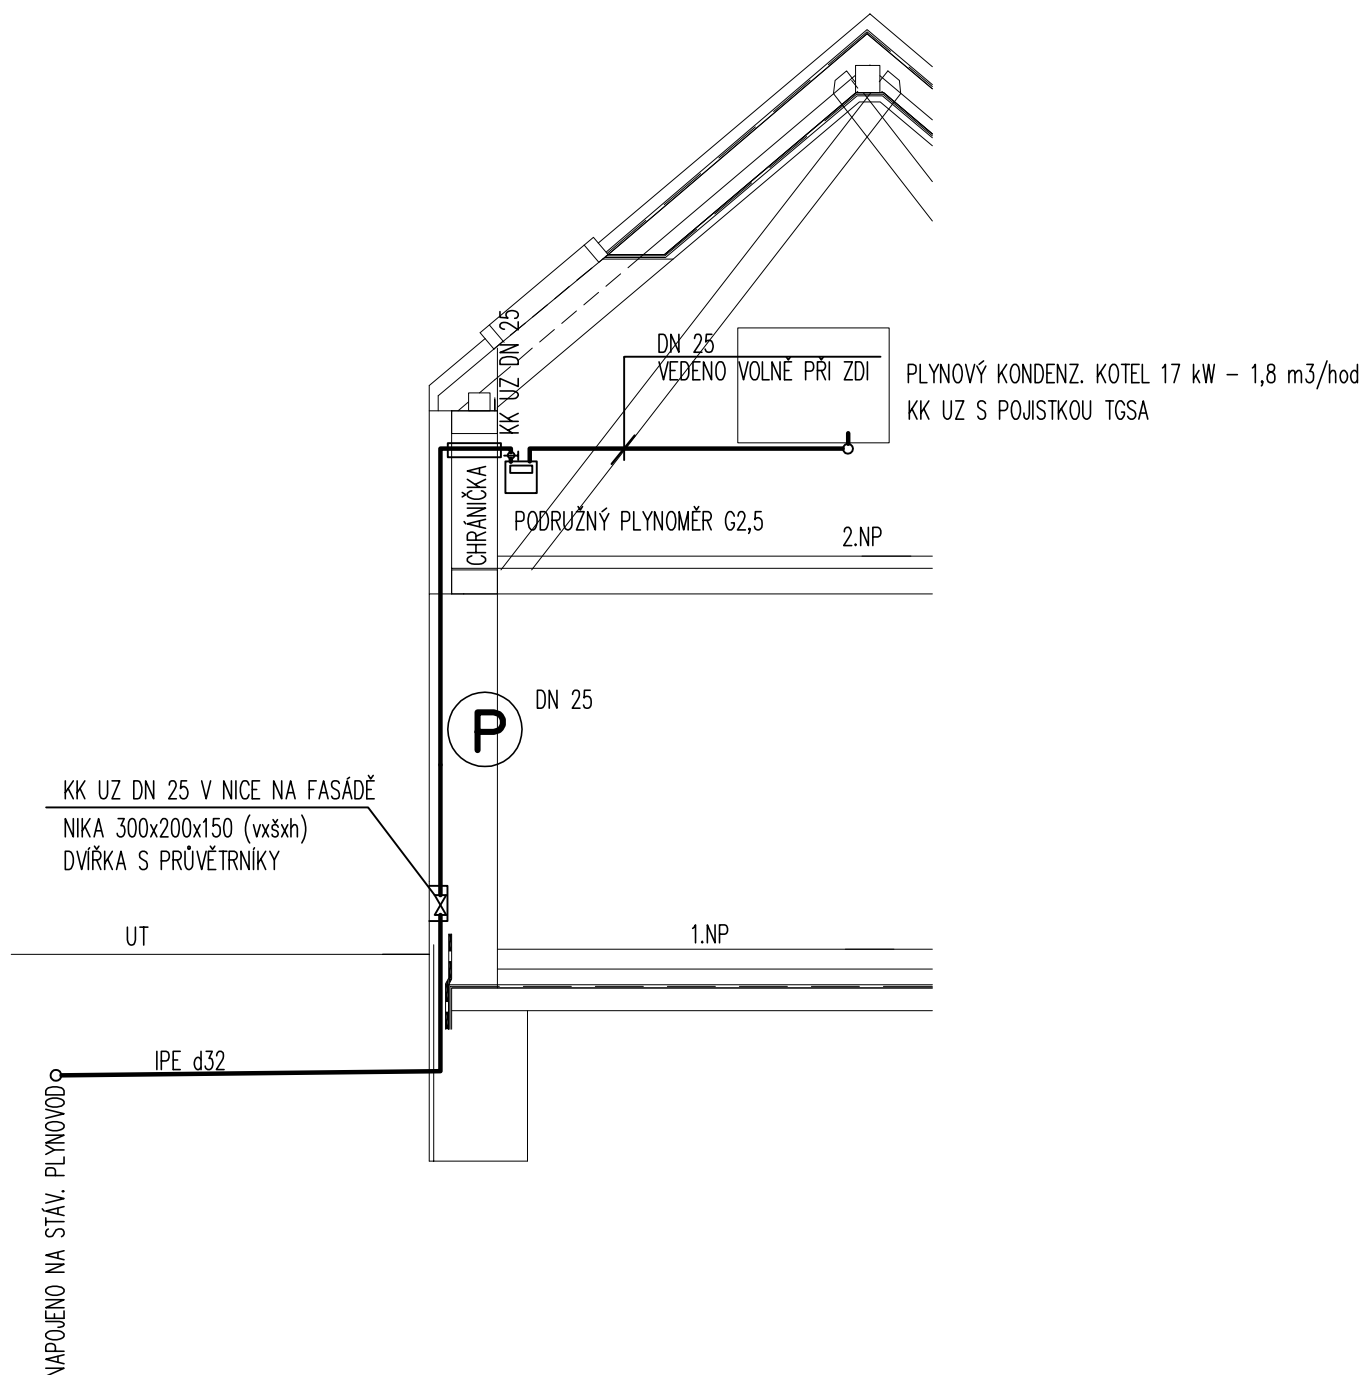 KK UZ DN 25
DN 25
VEDENO VOLNĚ PŘI ZDI
PLYNOVÝ KONDENZ. KOTEL 17 kW – 1,8 m3/hod
KK UZ S POJISTKOU TGSA
CHRÁNIČKA
PODRUŽNÝ PLYNOMĚR G2,5
2.NP
DN 25
P
KK UZ DN 25 V NICE NA FASÁDĚ
NIKA 300x200x150 (vxšxh)
DVÍŘKA S PRŮVĚTRNÍKY
UT
1.NP
IPE d32
NAPOJENO NA STÁV. PLYNOVOD